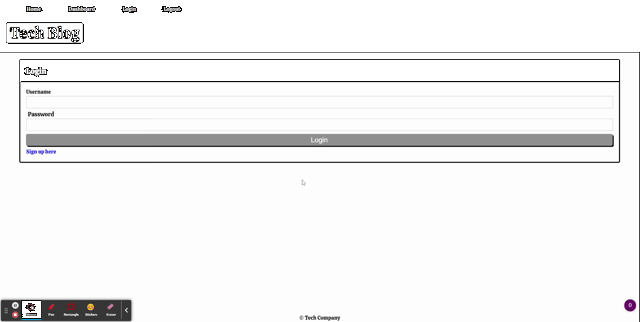 Home Dashboard Login Logout
Tech Blog
Login
Username
Password
Login
Sign up here
Pen Rectangle Stickers Eraser
0
© Tech Company